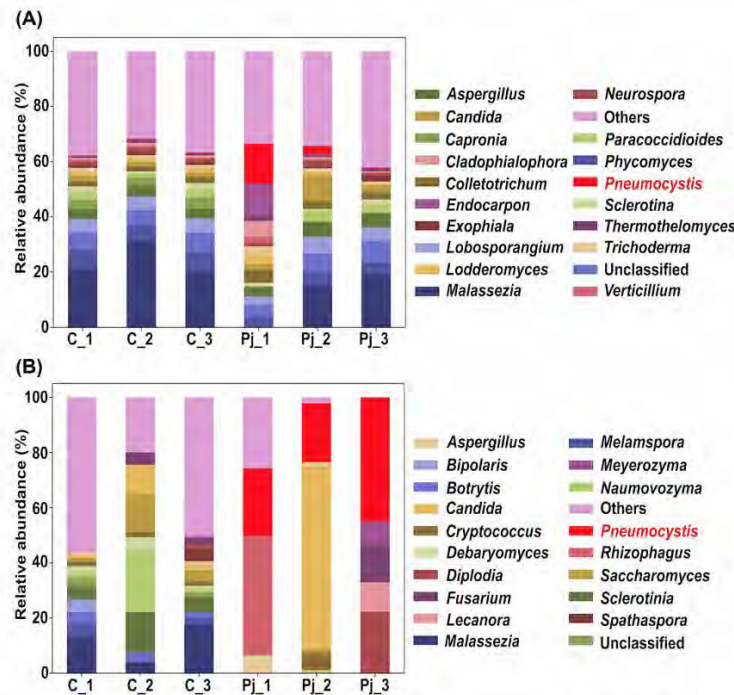 (A)
Relative abundance (%)
100
80
60
40
20
0
C_1 C_2 C_3 Pj_1 Pj_2 Pj_3
Aspergillus
Candida
Capronia
Cladophialophora
Colletotrichum
Endocarpon
Exophiala
Lobosporangium
Lodderomyces
Malassezia
Neurospora
Others
Paracoccidioides
Phycomyces
Pneumocystis
Sclerotina
Thermothelomyces
Trichoderma
Unclassified
Verticillium
(B)
Relative abundance (%)
100
80
60
40
20
0
C_1 C_2 C_3 Pj_1 Pj_2 Pj_3
Aspergillus
Bipolaris
Botrytis
Candida
Cryptococcus
Debaryomyces
Diplodia
Fusarium
Lecanora
Malassezia
Melamspora
Meyerozyma
Naumovozyma
Others
Pneumocystis
Rhizophagus
Saccharomyces
Sclerotinia
Spathaspora
Unclassified